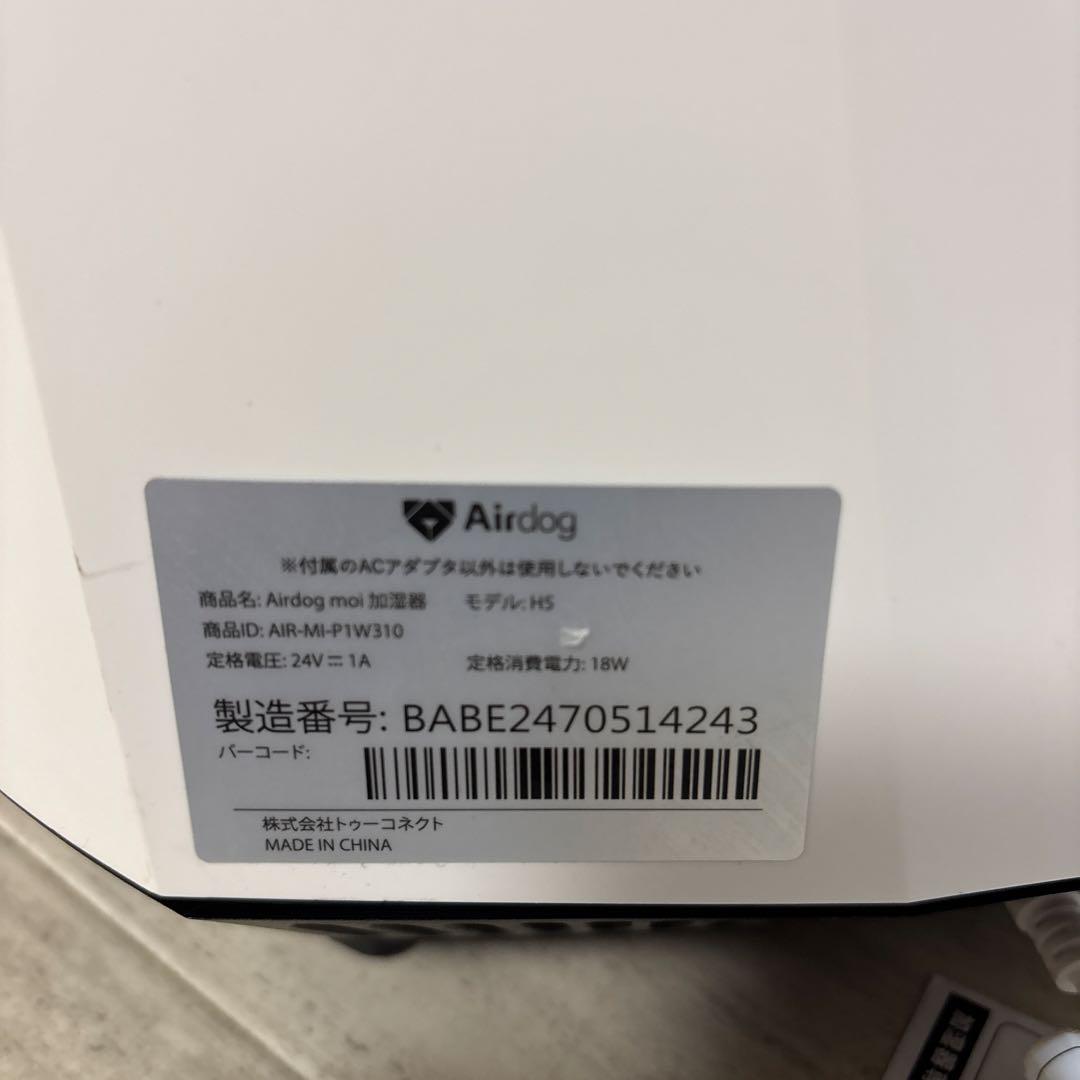 Airdog
※付属のACアダプタ以外は使用しないでください
商品名: Airdog moi 加湿器 モデル: H5
商品ID: AIR-MI-P1W310
定格電圧: 24V⎓1A 定格消費電力: 18W
製造番号: BABE2470514243
バーコード:
株式会社トゥーコネクト
MADE IN CHINA